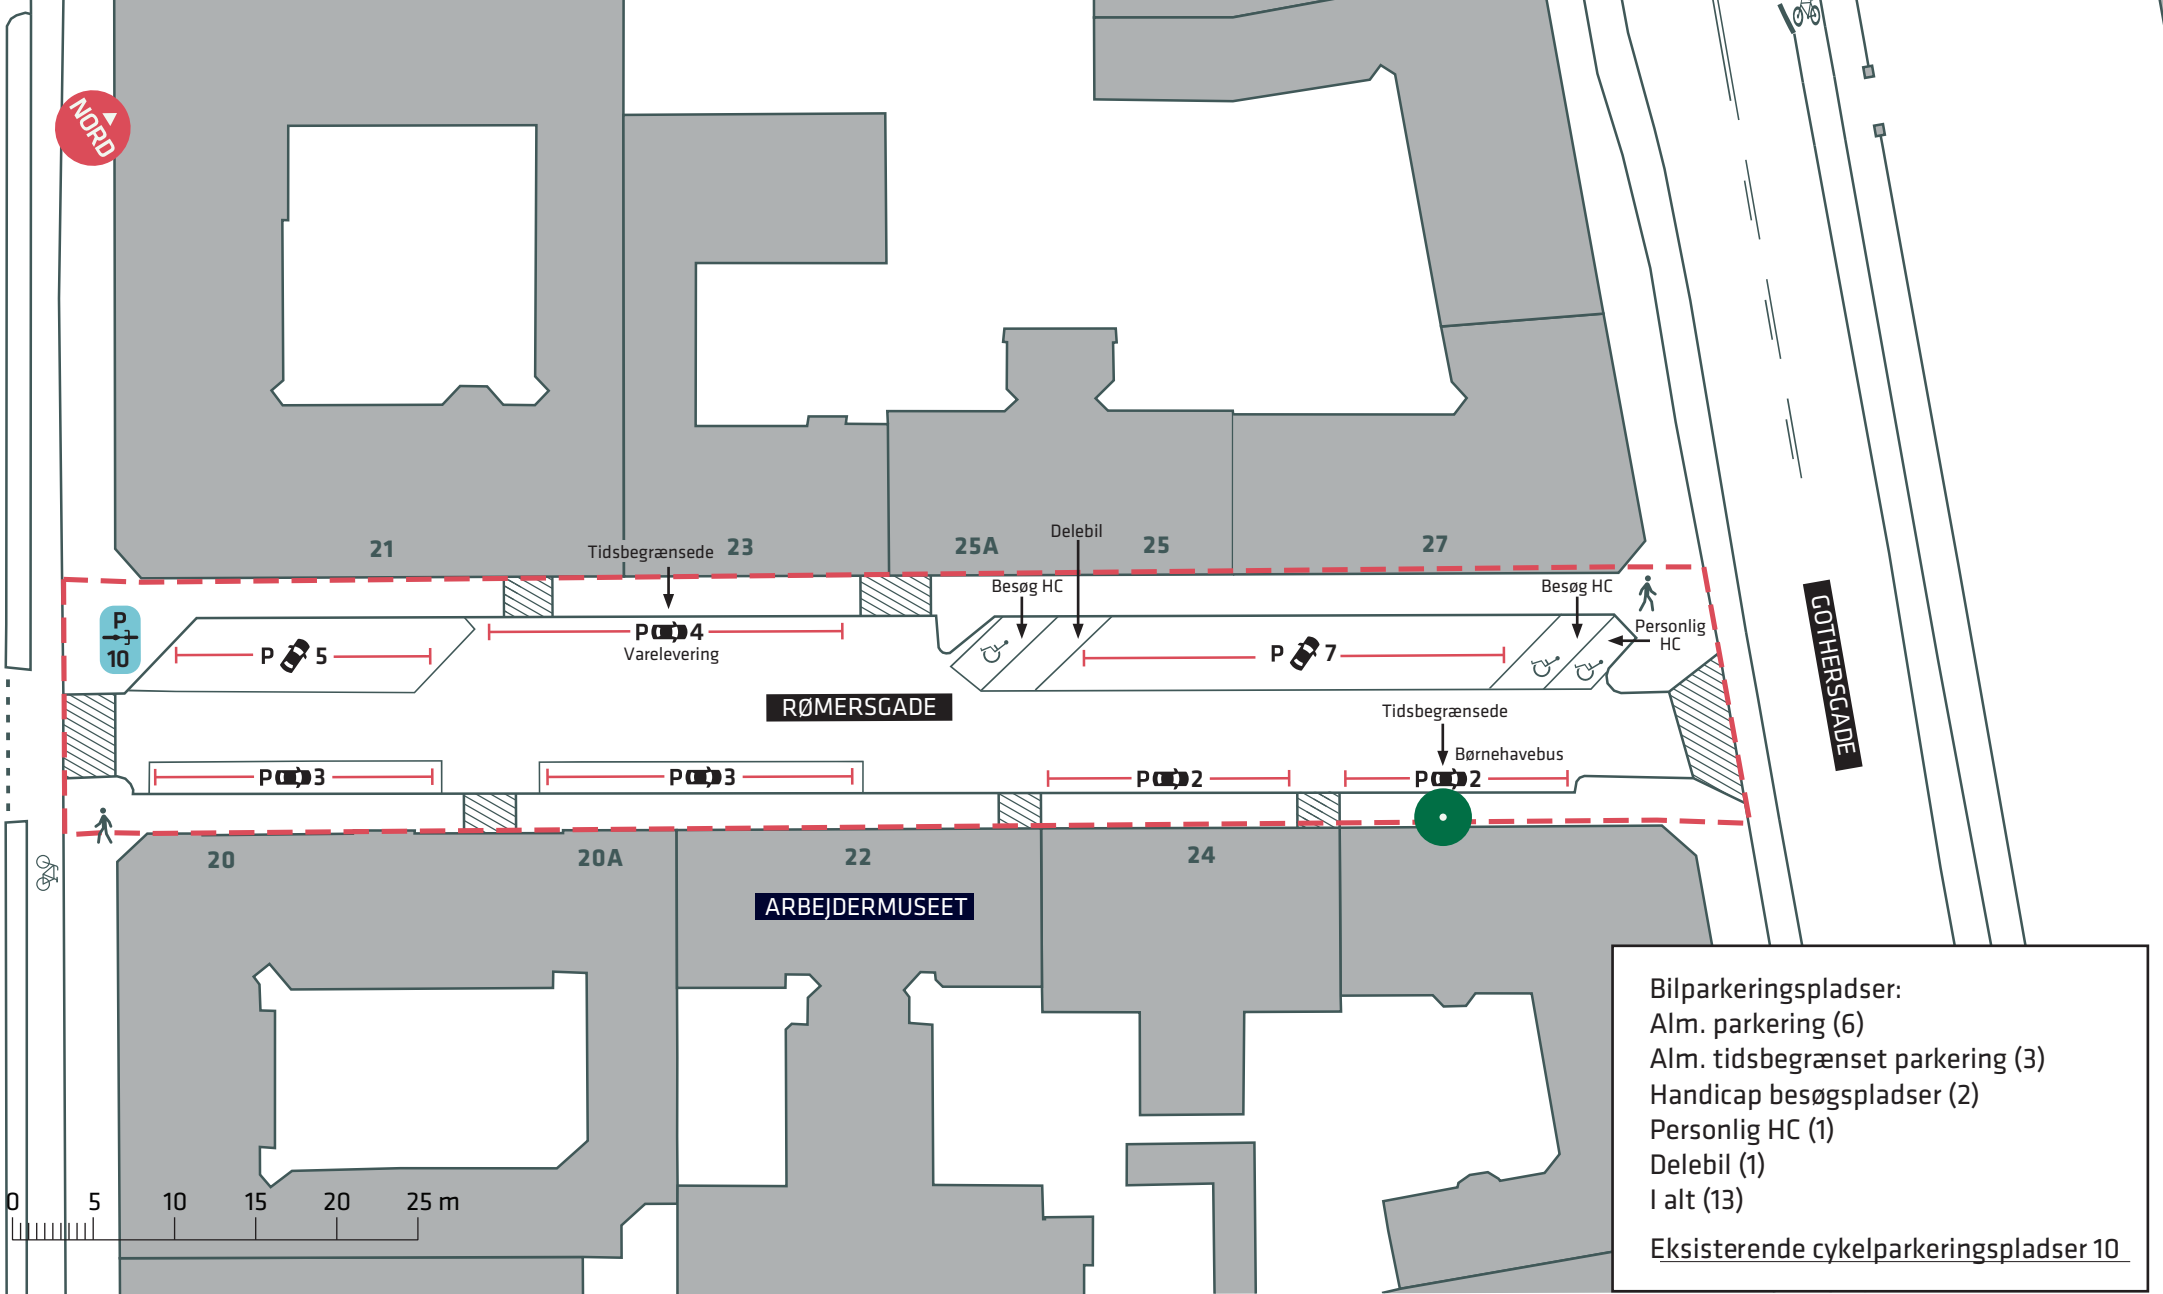 NORD
21
23
25A
25
27
Delebil
Tidsbegrænsede
Besøg HC
Besøg HC
P
10
P 5
P 4
Varelevering
P 7
Personlig
HC
GOTHERSGADE
RØMERSGADE
Tidsbegrænsede
Børnehavebus
P 3
P 3
P 2
P 2
20
20A
22
24
ARBEJDERMUSEET
0 5 10 15 20 25 m
Bilparkeringspladser:
Alm. parkering (6)
Alm. tidsbegrænset parkering (3)
Handicap besøgspladser (2)
Personlig HC (1)
Delebil (1)
I alt (13)
Eksisterende cykelparkeringspladser 10